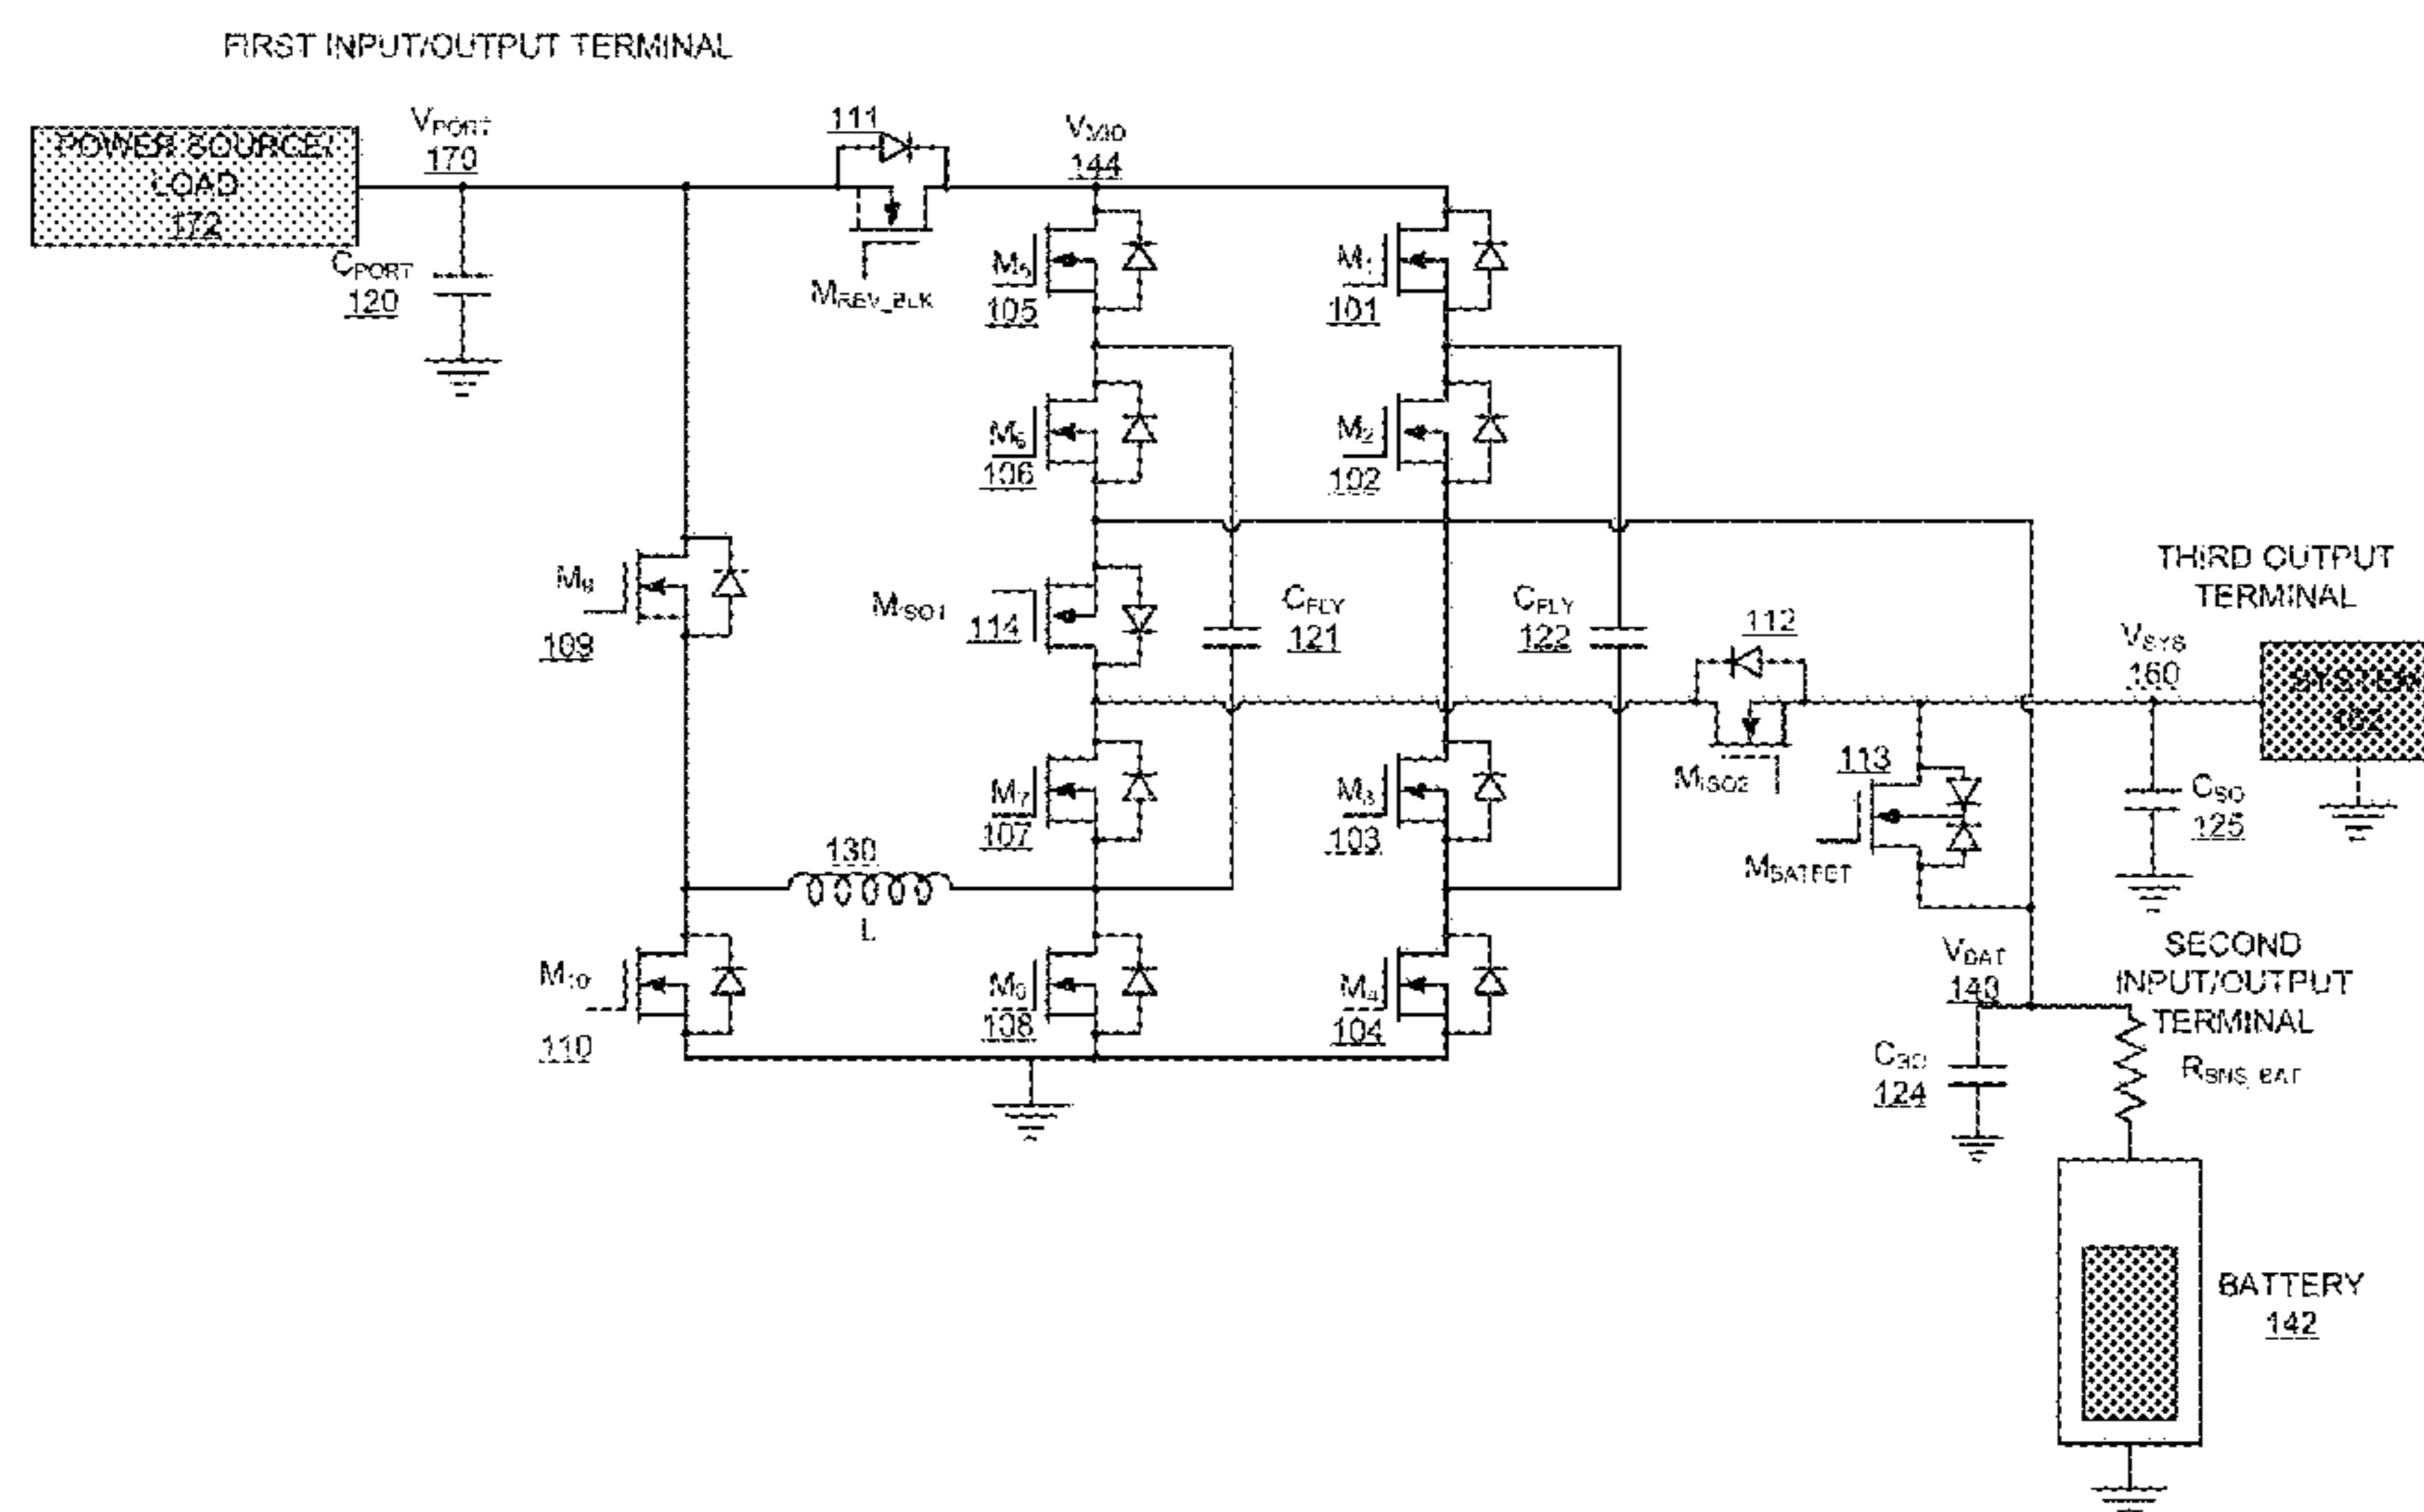 FIRST INPUT/OUTPUT TERMINAL
POWER SOURCE/
LOAD
172
VPORT
170
CPORT
120
111
MREV_BLK
VMID
144
M5
105
M1
101
M6
106
M2
102
M9
109
MISO1
114
CFLY
121
CFLY
122
112
MISO2
THIRD OUTPUT
TERMINAL
VSYS
160
SYSTEM
113
MBATFET
CSO
125
M7
107
M3
103
130
L
M10
110
108
M4
104
140
SECOND
INPUT/OUTPUT
TERMINAL
124
RSNS_BAT
BATTERY
142